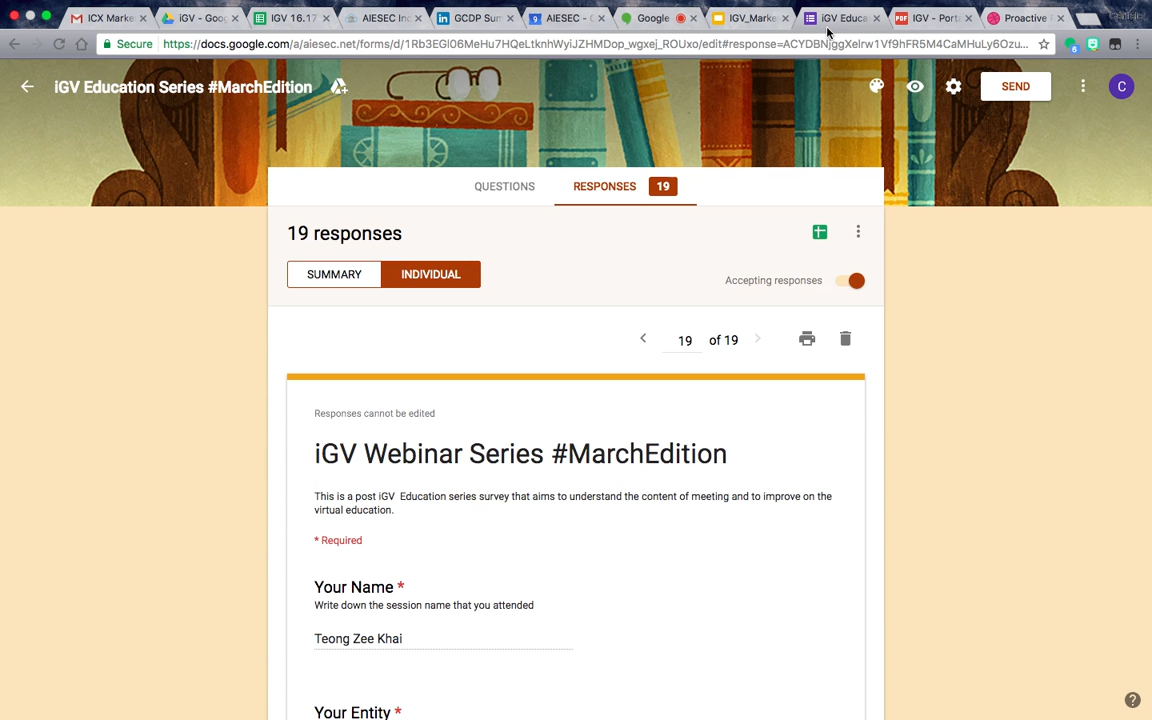 ICX Marke
iGV - Goo
IGV 16.17
AIESEC In
GCDP Sum
AIESEC - 
Google
IGV_Marke
iGV Educa
IGV - Port
Proactive
Secure https://docs.google.com/a/aiesec.net/forms/d/1Rb3EGl06MeHu7HQeLtknhWyiJZHMDop_wgxej_ROUxo/edit#response=ACYDBNjggXelrw1Vf9hFR5M4CaMHuLy6Ozu...
6
iGV Education Series #MarchEdition
SEND
C
QUESTIONS
RESPONSES 19
19 responses
SUMMARY
INDIVIDUAL
Accepting responses
19 of 19
Responses cannot be edited
iGV Webinar Series #MarchEdition
This is a post iGV Education series survey that aims to understand the content of meeting and to improve on the
virtual education.
* Required
Your Name *
Write down the session name that you attended
Teong Zee Khai
Your Entity *